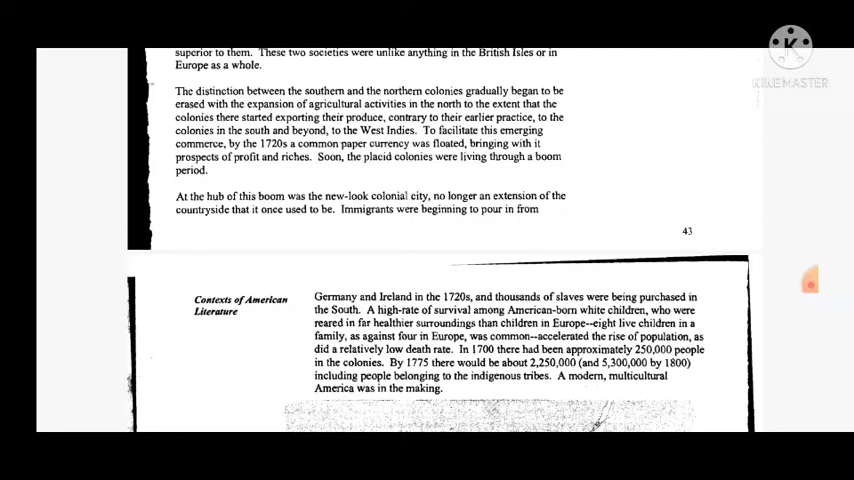 superior to them. These two societies were unlike anything in the British Isles or in
Europe as a whole.
The distinction between the southern and the northern colonies gradually began to be
erased with the expansion of agricultural activities in the north to the extent that the
colonies there started exporting their produce, contrary to their earlier practice, to the
colonies in the south and beyond, to the West Indies. To facilitate this emerging
commerce, by the 1720s a common paper currency was floated, bringing with it
prospects of profit and riches. Soon, the placid colonies were living through a boom
period.
At the hub of this boom was the new-look colonial city, no longer an extension of the
countryside that it once used to be. Immigrants were beginning to pour in from
43
Contexts of American
Literature
Germany and Ireland in the 1720s, and thousands of slaves were being purchased in
the South. A high-rate of survival among American-born white children, who were
reared in far healthier surroundings than children in Europe--eight live children in a
family, as against four in Europe, was common--accelerated the rise of population, as
did a relatively low death rate. In 1700 there had been approximately 250,000 people
in the colonies. By 1775 there would be about 2,250,000 (and 5,300,000 by 1800)
including people belonging to the indigenous tribes. A modern, multicultural
America was in the making.
K
KINEMASTER